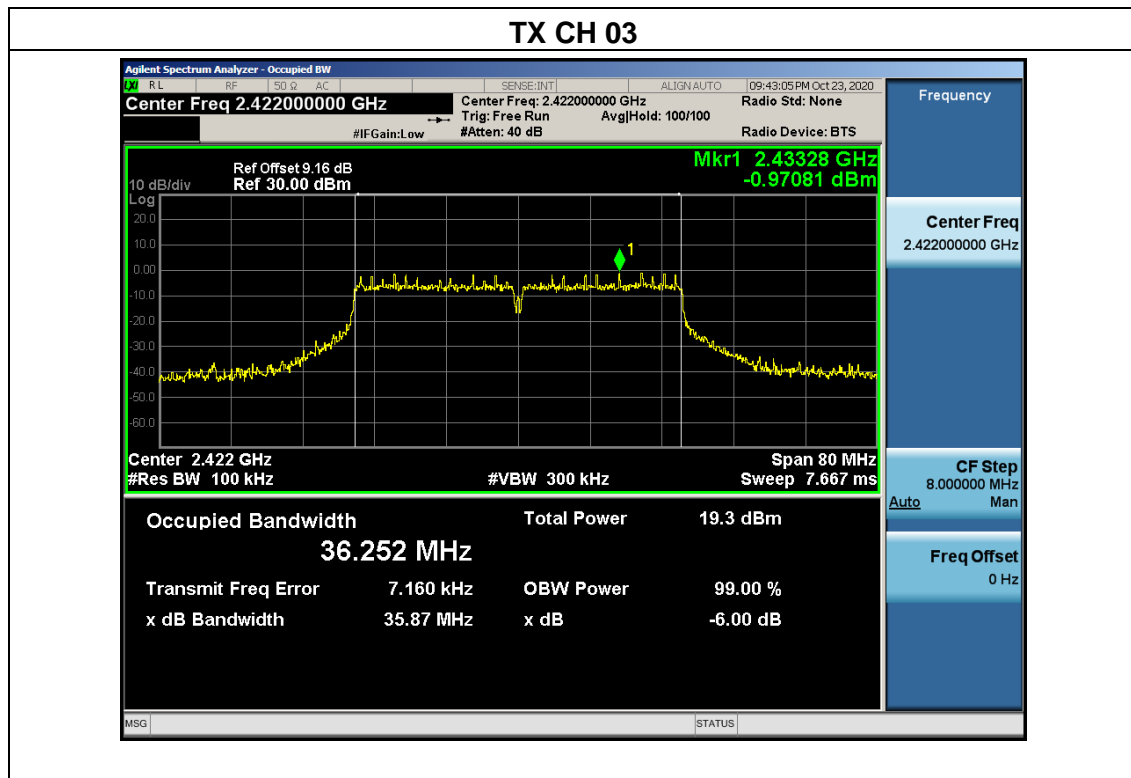 TX CH 03
Agilent Spectrum Analyzer - Occupied BW
LXI RL RF 50 Ω AC SENSE:INT ALIGN AUTO 09:43:05 PM Oct 23, 2020
Center Freq 2.422000000 GHz
Center Freq: 2.422000000 GHz
Radio Std: None
Trig: Free Run Avg|Hold: 100/100
#IFGain:Low
#Atten: 40 dB
Radio Device: BTS
Frequency
Mkr1 2.43328 GHz
-0.97081 dBm
Ref Offset 9.16 dB
10 dB/div Ref 30.00 dBm
Log
20.0
10.0
0.00
-10.0
-20.0
-30.0
-40.0
-50.0
-60.0
1
Center 2.422 GHz
Span 80 MHz
#Res BW 100 kHz
#VBW 300 kHz
Sweep 7.667 ms
Center Freq
2.422000000 GHz
CF Step
8.000000 MHz
Auto Man
Freq Offset
0 Hz
Occupied Bandwidth
36.252 MHz
Total Power 19.3 dBm
Transmit Freq Error 7.160 kHz
OBW Power 99.00 %
x dB Bandwidth 35.87 MHz
x dB -6.00 dB
MSG
STATUS